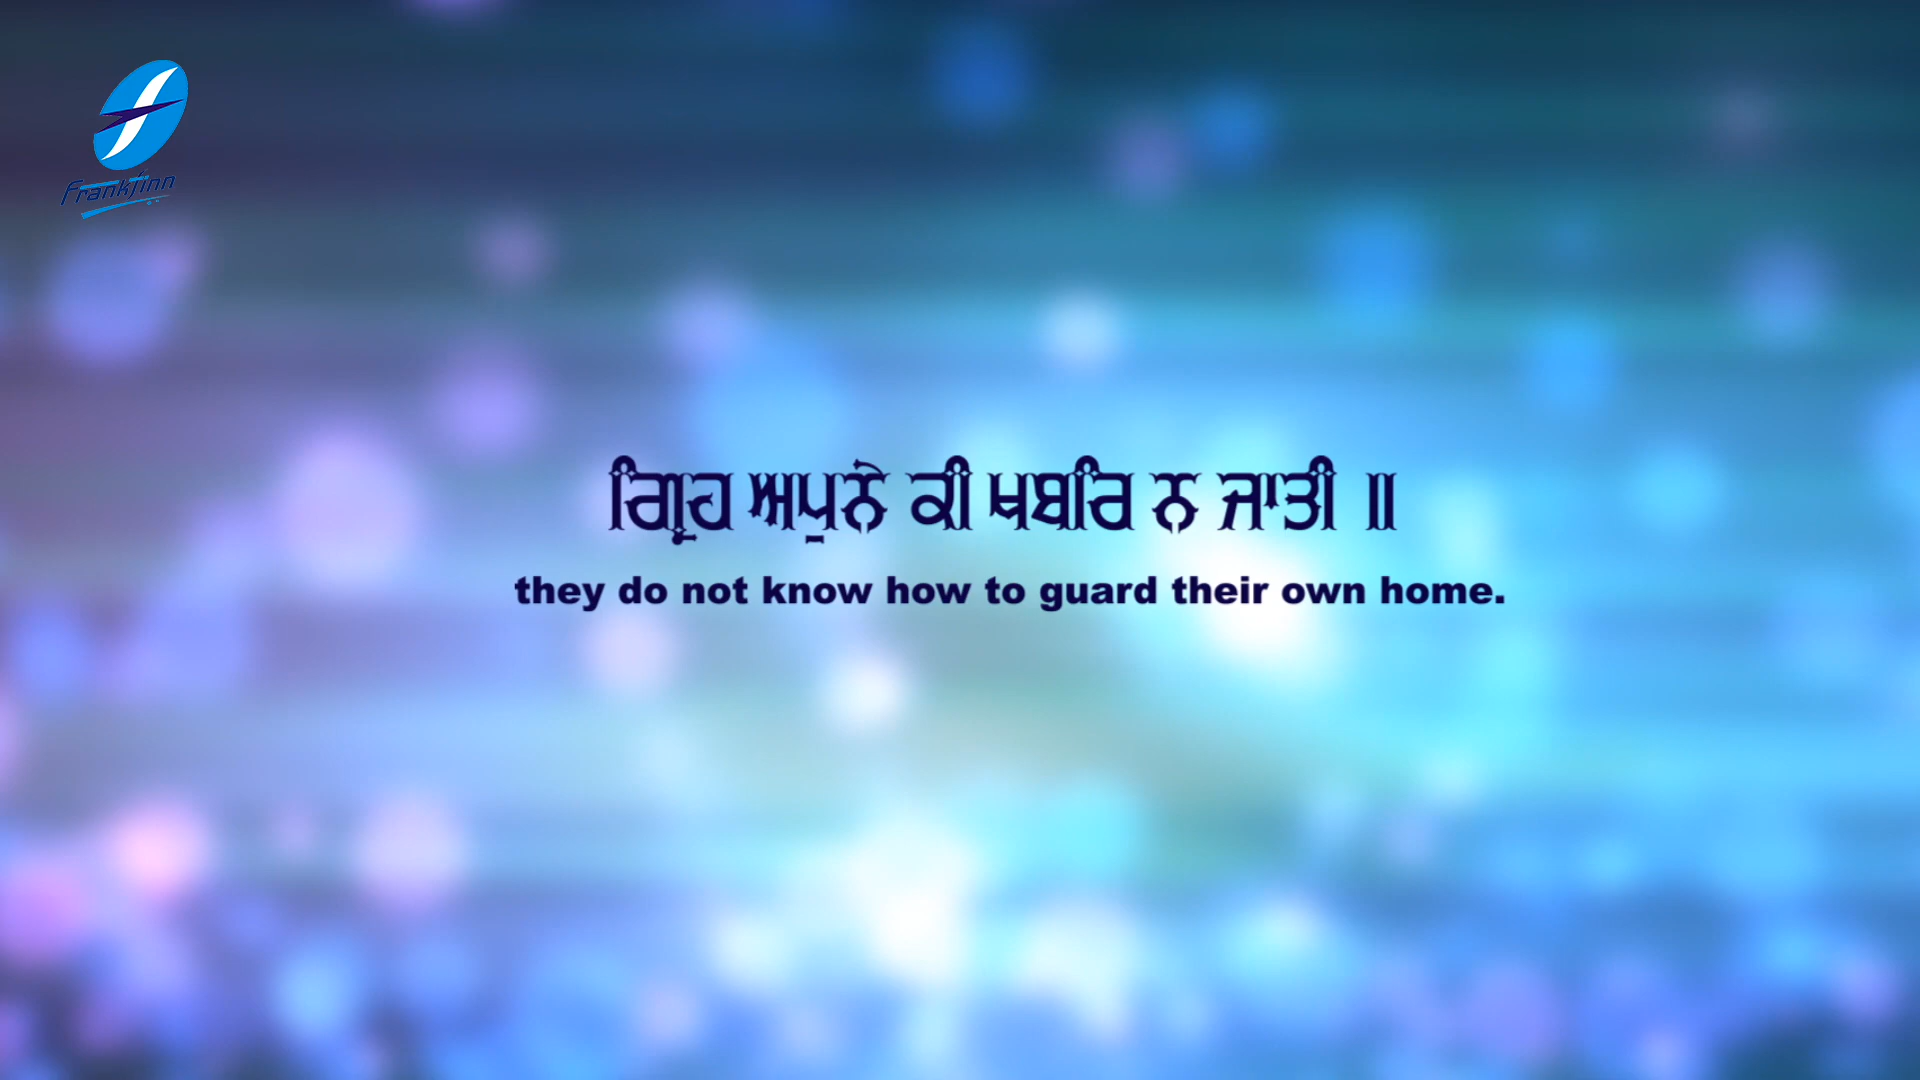 Frankfinn
ਗ੍ਰਿਹ ਅਪੁਨੇ ਕੀ ਖਬਰਿ ਨ ਜਾਤੀ ॥
they do not know how to guard their own home.